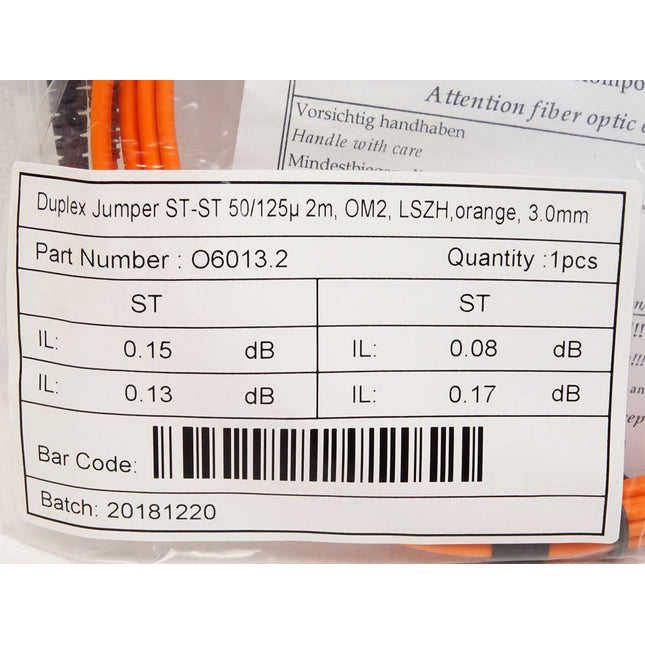 Attention fiber optic
Vorsichtig handhaben
Handle with care
Duplex Jumper ST-ST 50/125µ 2m, OM2, LSZH,orange, 3.0mm
Part Number : O6013.2 Quantity :1pcs
ST ST
IL: 0.15 dB IL: 0.08 dB
IL: 0.13 dB IL: 0.17 dB
Bar Code:
Batch: 20181220